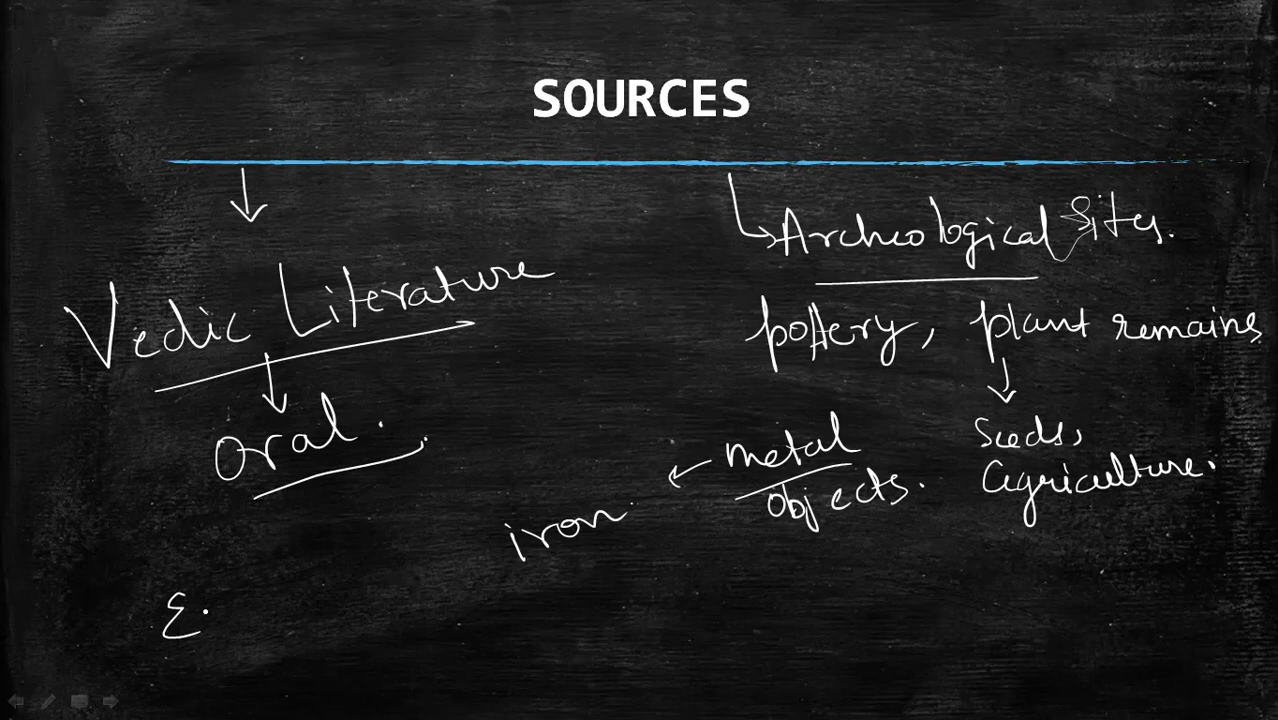 SOURCES
Vedic Literature
Oral.
Archeological Sites.
pottery, plant remains
Seeds,
agriculture.
metal
objects.
iron
E.